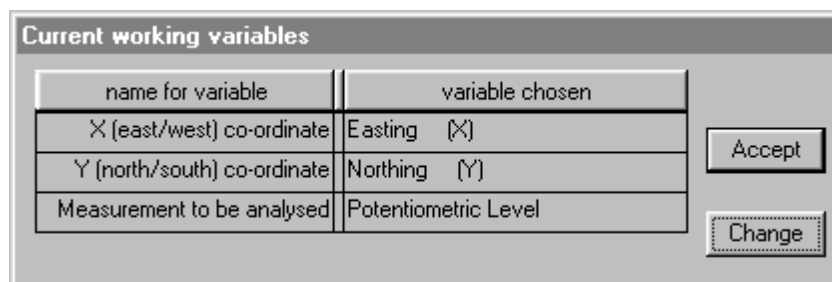 Current working variables
name for variable variable chosen
X (east/west) co-ordinate Easting (X)
Y (north/south) co-ordinate Northing (Y)
Measurement to be analysed Potentiometric Level
Accept
Change